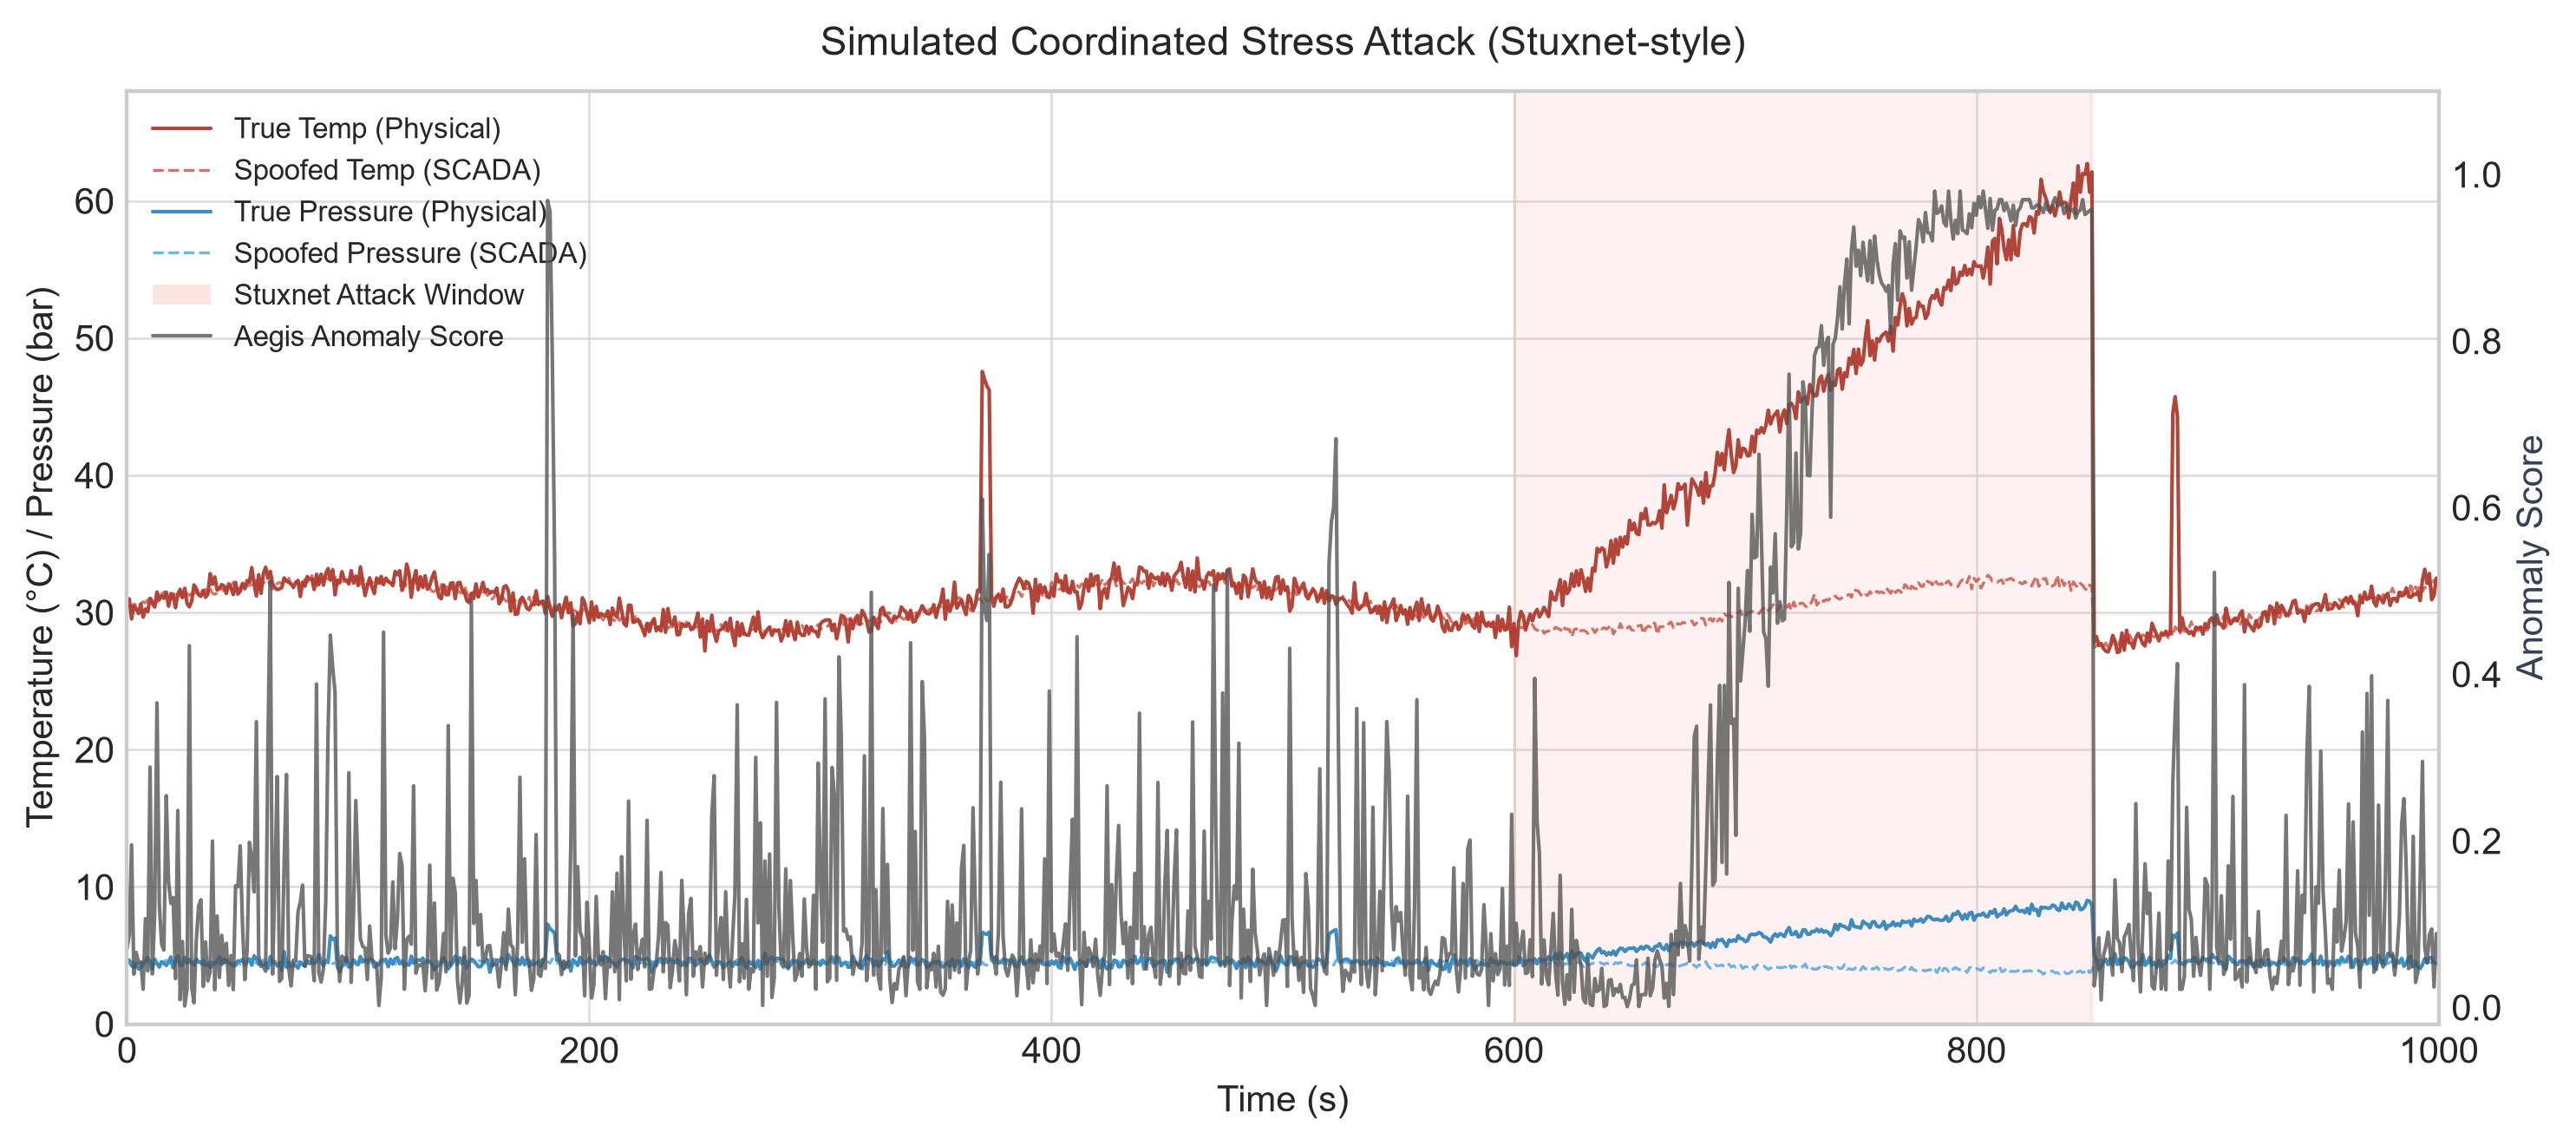 Simulated Coordinated Stress Attack (Stuxnet-style)
True Temp (Physical)
Spoofed Temp (SCADA)
True Pressure (Physical)
Spoofed Pressure (SCADA)
Stuxnet Attack Window
Aegis Anomaly Score
Temperature (°C) / Pressure (bar)
60
50
40
30
20
10
0
1.0
0.8
0.6
0.4
0.2
0.0
Anomaly Score
0 200 400 600 800 1000
Time (s)